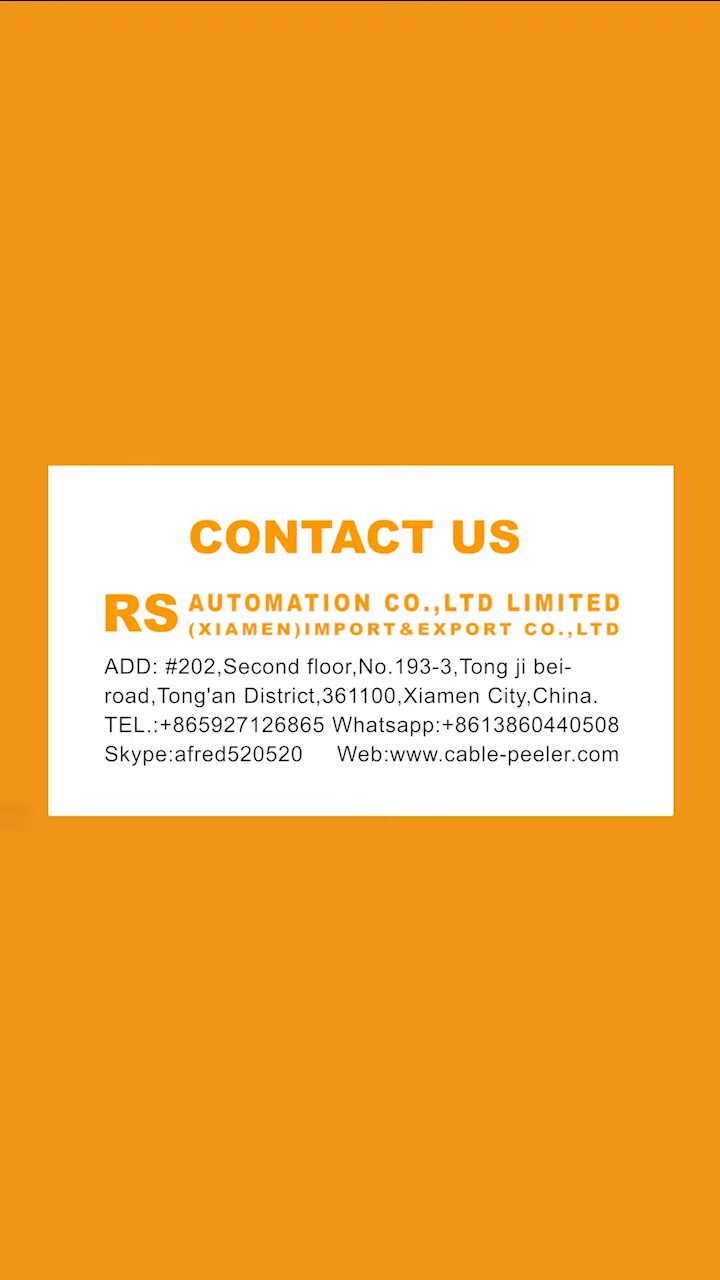 CONTACT US
RS AUTOMATION CO.,LTD LIMITED
(XIAMEN)IMPORT&EXPORT CO.,LTD
ADD: #202,Second floor,No.193-3,Tong ji bei-
road,Tong'an District,361100,Xiamen City,China.
TEL.:+865927126865 Whatsapp:+8613860440508
Skype:afred520520 Web:www.cable-peeler.com